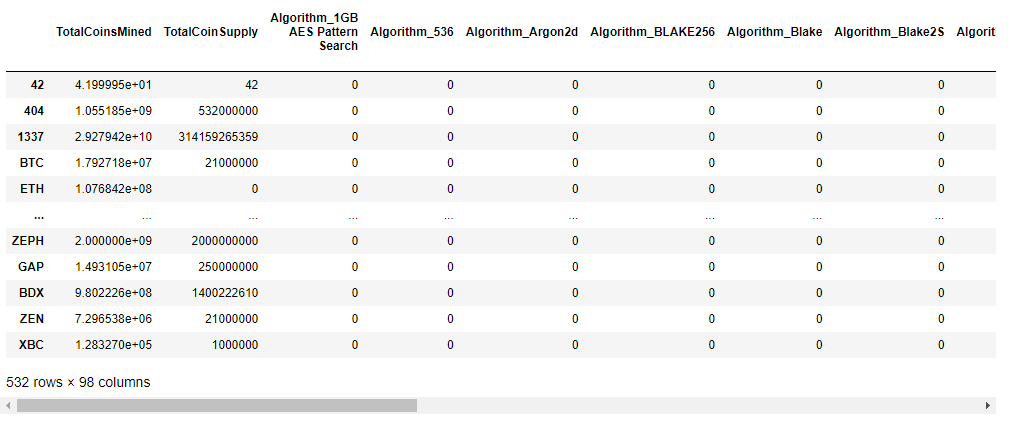 TotalCoinsMined TotalCoinSupply Algorithm_1GB AES Pattern Search Algorithm_536 Algorithm_Argon2d Algorithm_BLAKE256 Algorithm_Blake Algorithm_Blake2S Algorit
42 4.199995e+01 42 0 0 0 0 0 0
404 1.055185e+09 532000000 0 0 0 0 0 0
1337 2.927942e+10 314159265359 0 0 0 0 0 0
BTC 1.792718e+07 21000000 0 0 0 0 0 0
ETH 1.076842e+08 0 0 0 0 0 0 0
... ... ... ... ... ... ... ... ...
ZEPH 2.000000e+09 2000000000 0 0 0 0 0 0
GAP 1.493105e+07 250000000 0 0 0 0 0 0
BDX 9.802226e+08 1400222610 0 0 0 0 0 0
ZEN 7.296538e+06 21000000 0 0 0 0 0 0
XBC 1.283270e+05 1000000 0 0 0 0 0 0
532 rows × 98 columns